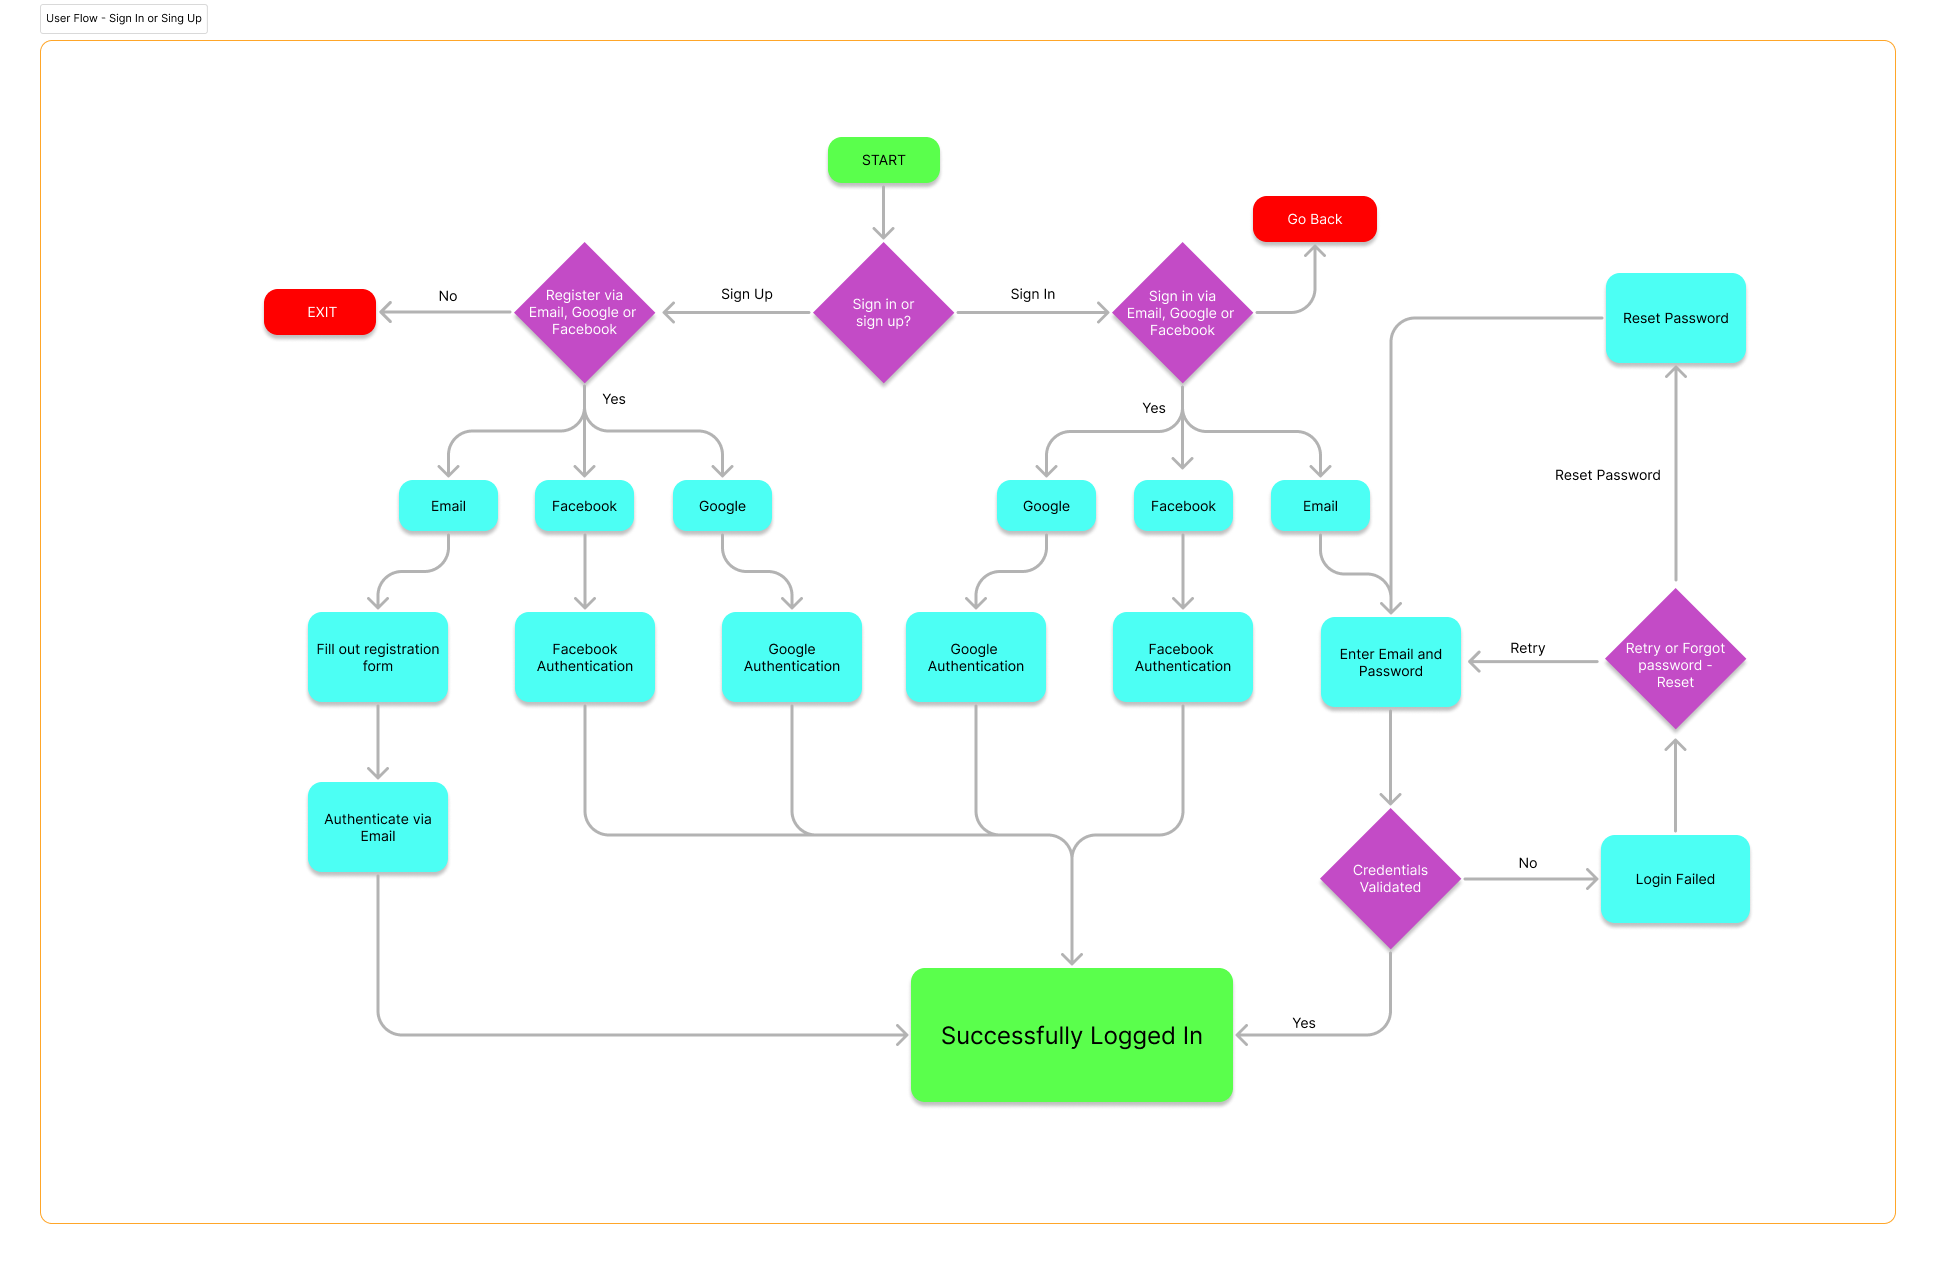 User Flow - Sign In or Sing Up
START
Go Back
EXIT
No
Register via
Email, Google or
Facebook
Sign Up
Sign in or
sign up?
Sign In
Sign in via
Email, Google or
Facebook
Reset Password
Yes
Yes
Reset Password
Email
Facebook
Google
Google
Facebook
Email
Fill out registration
form
Facebook
Authentication
Google
Authentication
Google
Authentication
Facebook
Authentication
Enter Email and
Password
Retry
Retry or Forgot
password -
Reset
Authenticate via
Email
Credentials
Validated
No
Login Failed
Successfully Logged In
Yes